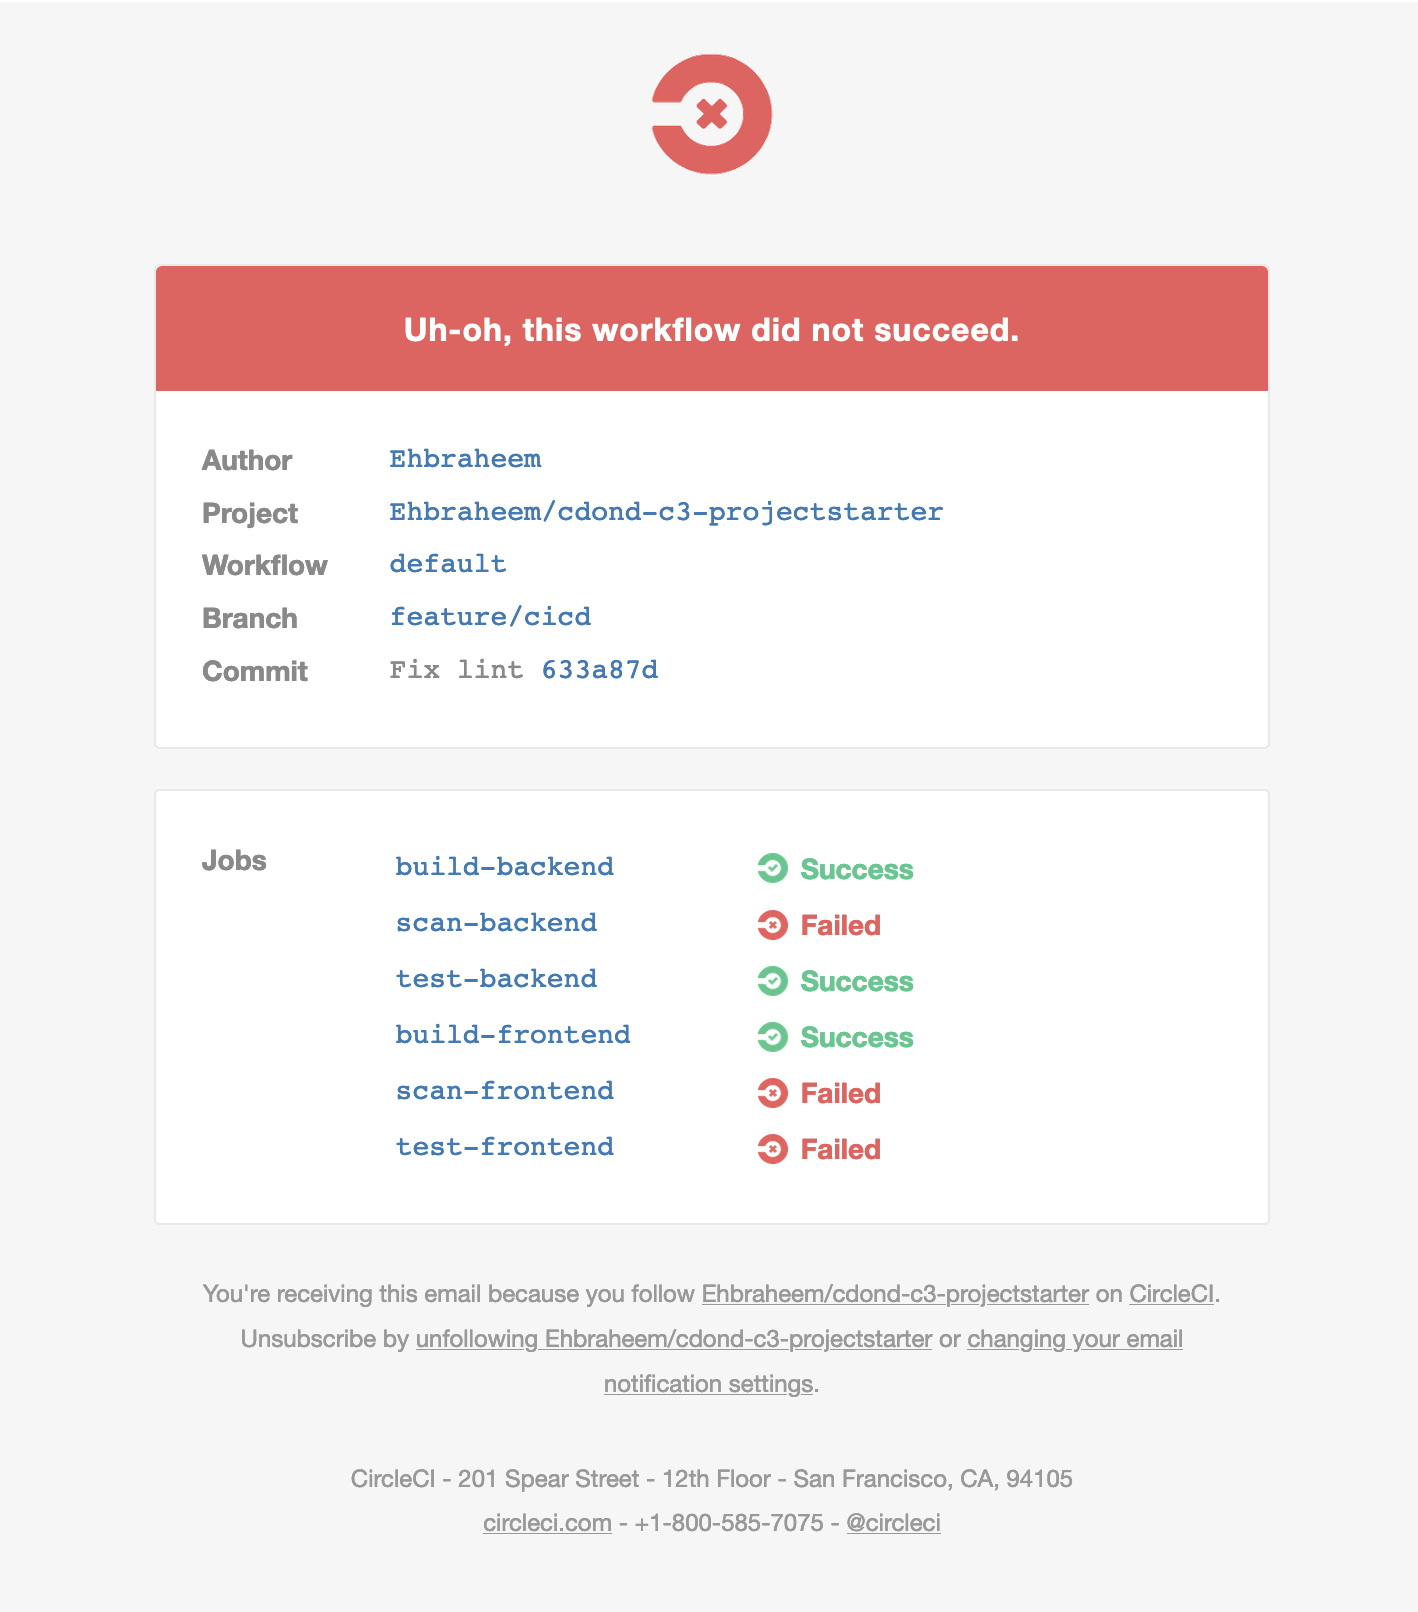 Uh-oh, this workflow did not succeed.
Author Ehbraheem
Project Ehbraheem/cdond-c3-projectstarter
Workflow default
Branch feature/cicd
Commit Fix lint 633a87d
Jobs build-backend Success
scan-backend Failed
test-backend Success
build-frontend Success
scan-frontend Failed
test-frontend Failed
You're receiving this email because you follow Ehbraheem/cdond-c3-projectstarter on CircleCI.
Unsubscribe by unfollowing Ehbraheem/cdond-c3-projectstarter or changing your email
notification settings.
CircleCI - 201 Spear Street - 12th Floor - San Francisco, CA, 94105
circleci.com - +1-800-585-7075 - @circleci